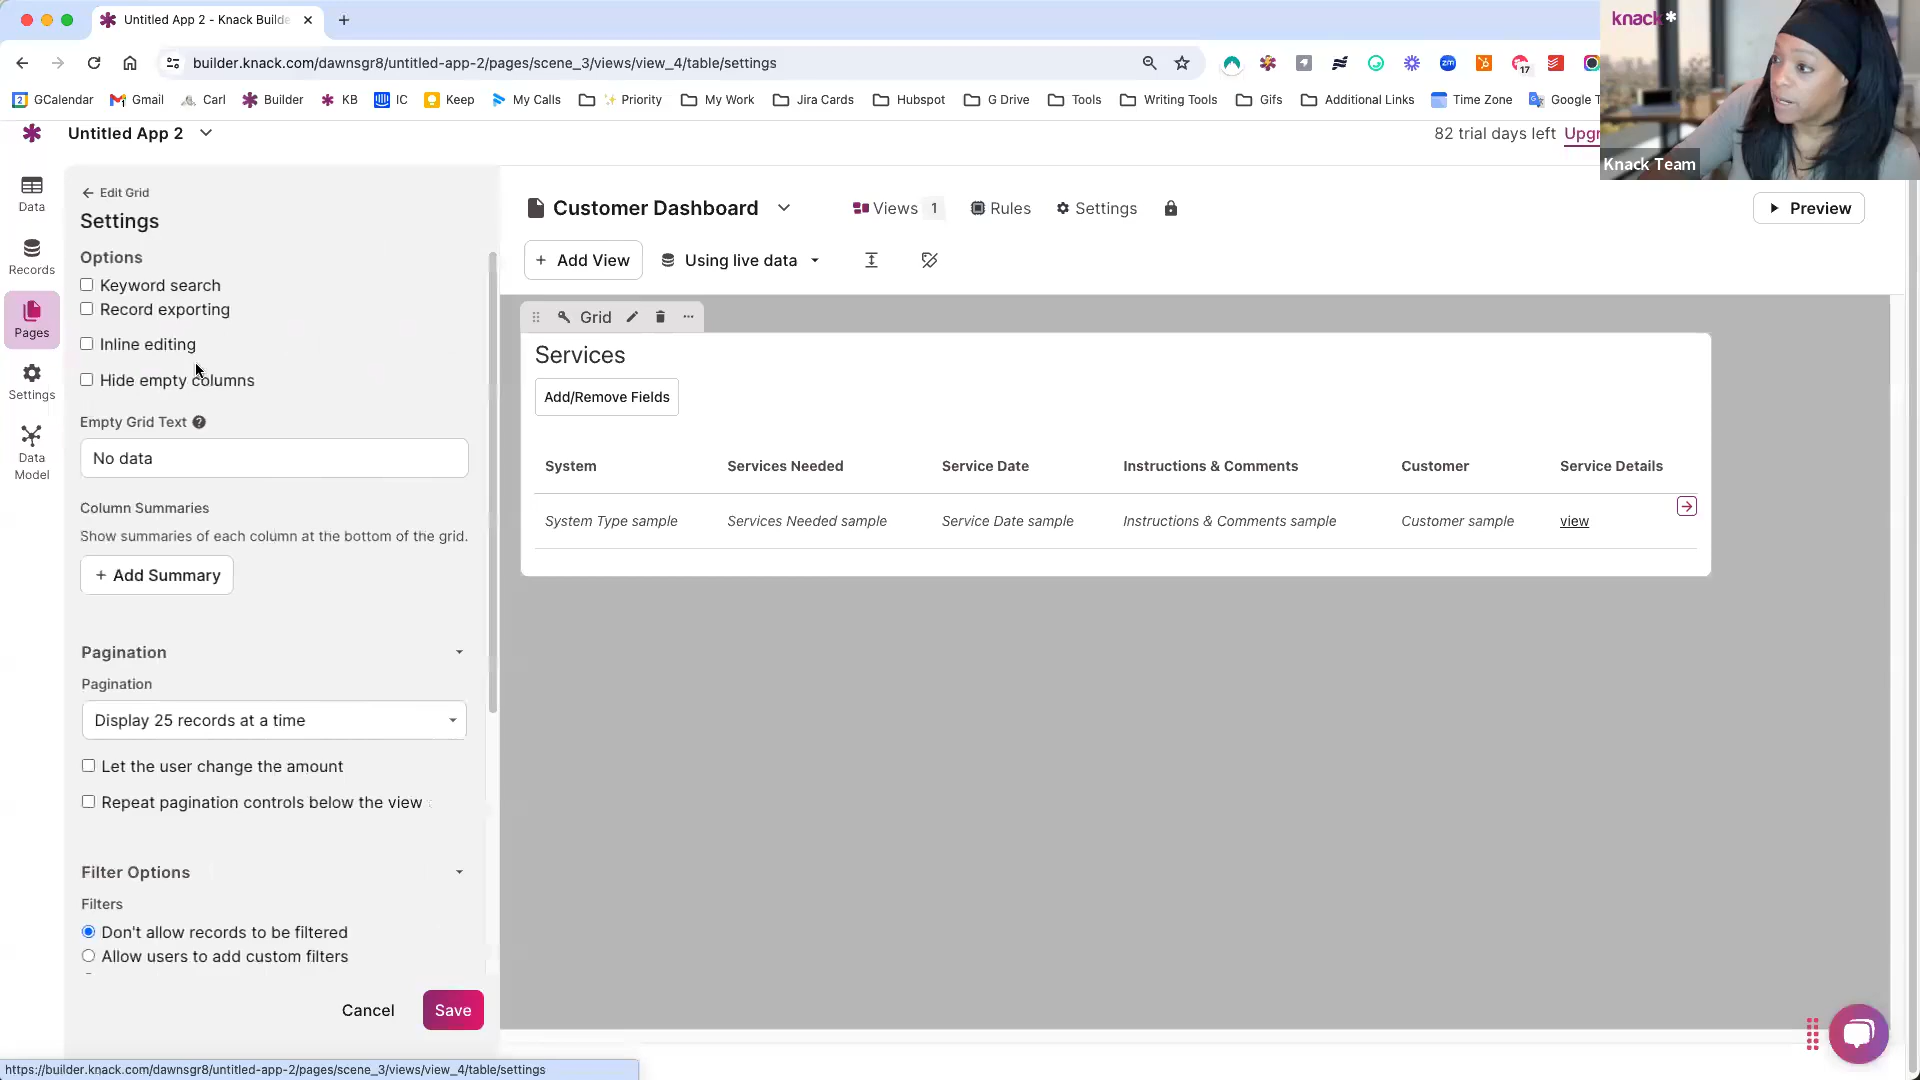 Untitled App 2 - Knack Builde
knack*
builder.knack.com/dawnsgr8/untitled-app-2/pages/scene_3/views/view_4/table/settings
17
GCalendar
Gmail
Carl
Builder
KB
IC
Keep
My Calls
✨ Priority
My Work
Jira Cards
Hubspot
G Drive
Tools
Writing Tools
Gifs
Additional Links
Time Zone
Google T
Untitled App 2
82 trial days left
Upgr
Knack Team
Data
Records
Pages
Settings
Data
Model
← Edit Grid
Settings
Options
Keyword search
Record exporting
Inline editing
Hide empty columns
Empty Grid Text
No data
Column Summaries
Show summaries of each column at the bottom of the grid.
+ Add Summary
Pagination
Pagination
Display 25 records at a time
Let the user change the amount
Repeat pagination controls below the view
Filter Options
Filters
Don't allow records to be filtered
Allow users to add custom filters
Cancel
Save
Customer Dashboard
Views 1
Rules
Settings
Preview
+ Add View
Using live data
Grid
Services
Add/Remove Fields
System Services Needed Service Date Instructions & Comments Customer Service Details
System Type sample Services Needed sample Service Date sample Instructions & Comments sample Customer sample view
https://builder.knack.com/dawnsgr8/untitled-app-2/pages/scene_3/views/view_4/table/settings